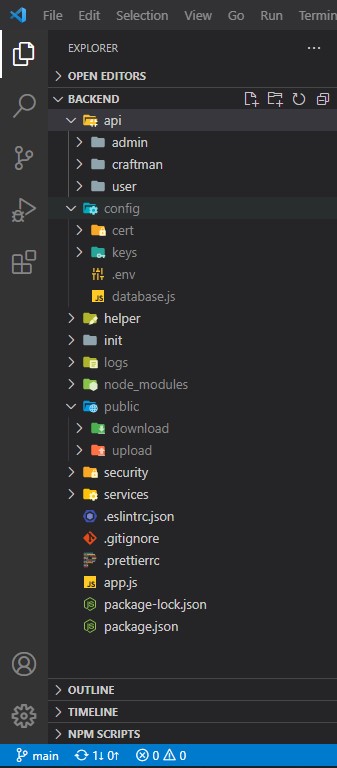 File Edit Selection View Go Run Termin
EXPLORER
OPEN EDITORS
BACKEND
api
admin
craftman
user
config
cert
keys
.env
JS database.js
helper
init
logs
node_modules
public
download
upload
security
services
.eslintrc.json
.gitignore
.prettierrc
JS app.js
package-lock.json
package.json
OUTLINE
TIMELINE
NPM SCRIPTS
main 1↓ 0↑ 0 0